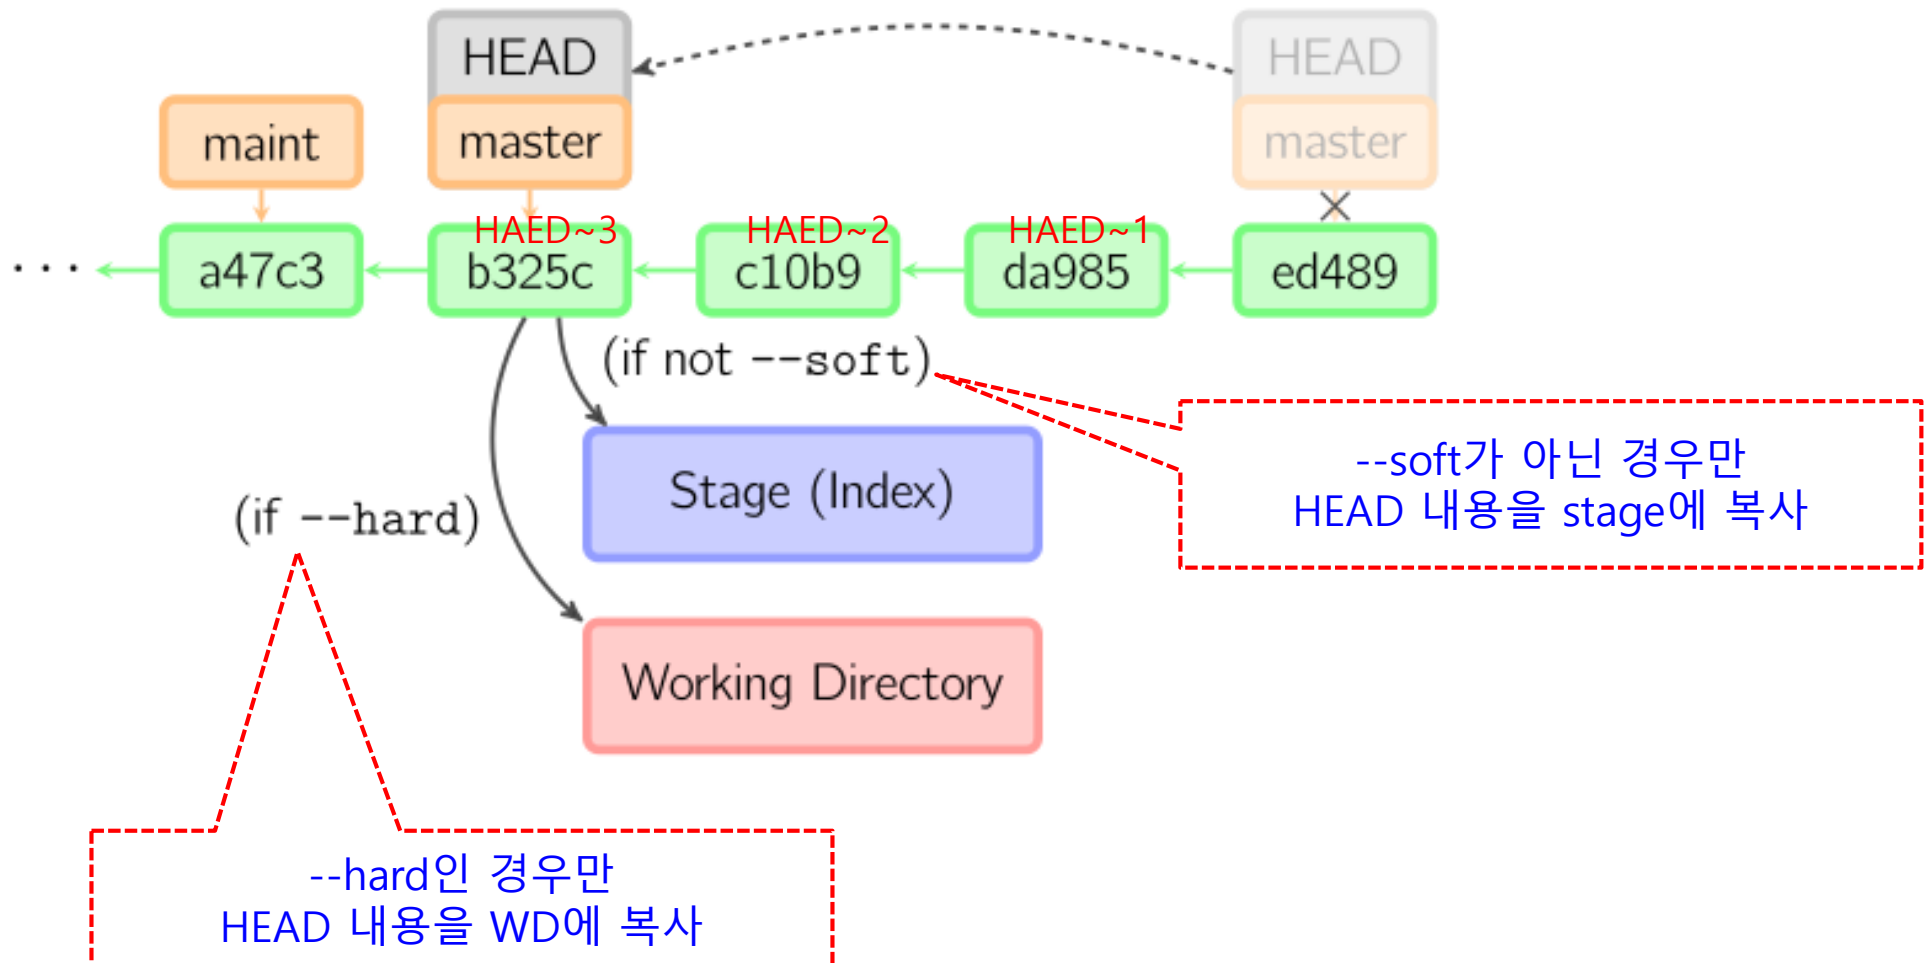 HEAD
HEAD
maint
master
master
HAED~3
HAED~2
HAED~1
· · ·
a47c3
b325c
c10b9
da985
ed489
(if not --soft)
--soft가 아닌 경우만
HEAD 내용을 stage에 복사
Stage (Index)
(if --hard)
Working Directory
--hard인 경우만
HEAD 내용을 WD에 복사